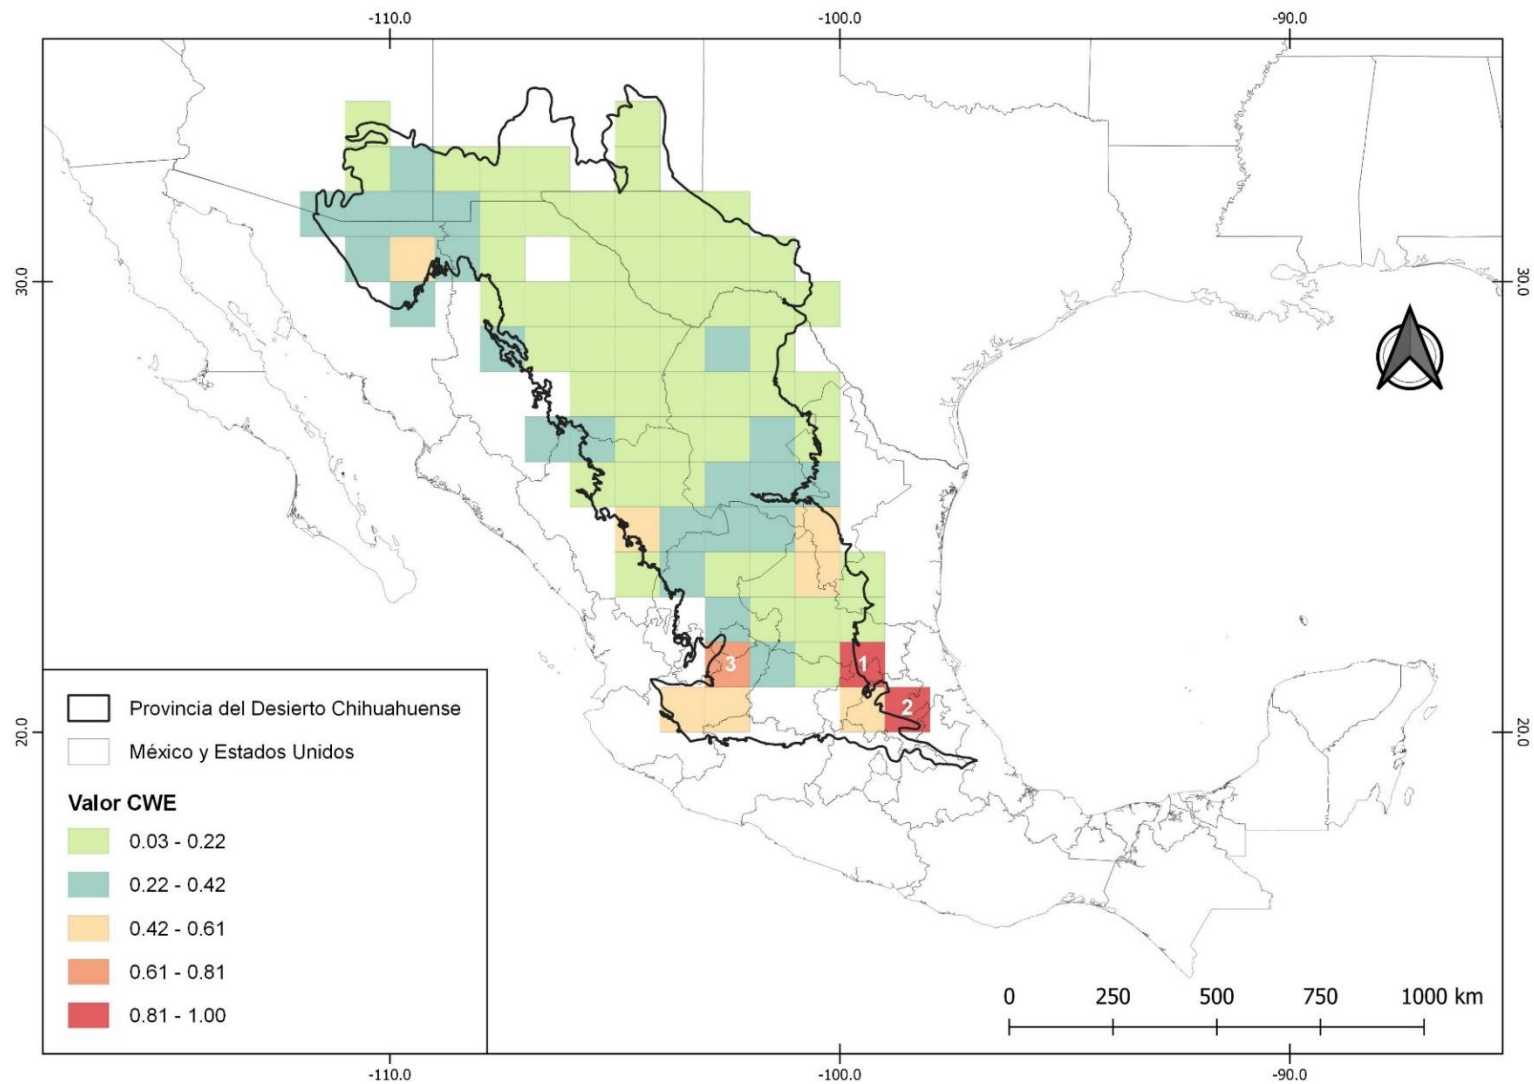 -110.0
-100.0
-90.0
30.0
30.0
3
1
2
20.0
20.0
Provincia del Desierto Chihuahuense
México y Estados Unidos
Valor CWE
0.03 - 0.22
0.22 - 0.42
0.42 - 0.61
0.61 - 0.81
0.81 - 1.00
0 250 500 750 1000 km
-110.0
-100.0
-90.0